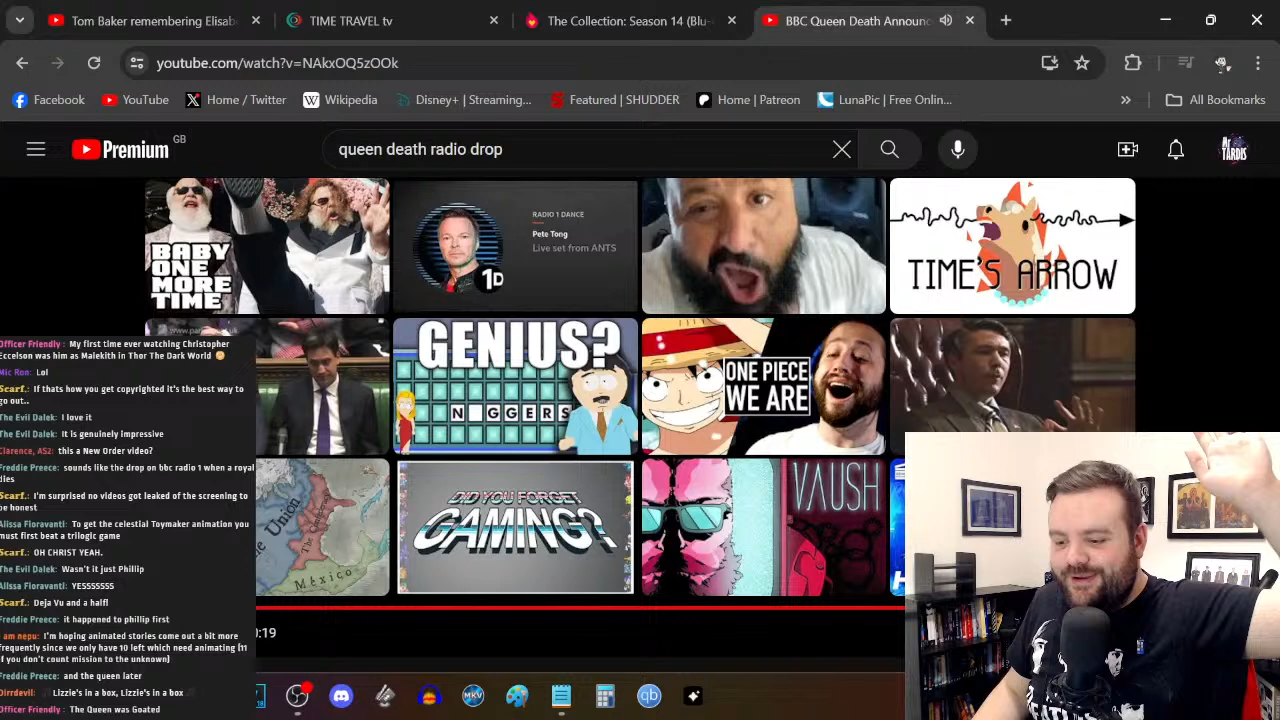 Tom Baker remembering Elisab
TIME TRAVEL tv
The Collection: Season 14 (Blu-
BBC Queen Death Announc
youtube.com/watch?v=NAkxOQ5zOOk
Facebook
YouTube
Home / Twitter
Wikipedia
Disney+ | Streaming...
Featured | SHUDDER
Home | Patreon
LunaPic | Free Onlin...
All Bookmarks
Premium GB
queen death radio drop
MR TARDIS
BABY
ONE
MORE
TIME
RADIO 1 DANCE
Pete Tong
Live set from ANTS
1D
TIME'S ARROW
GENIUS?
N GGERS
ONE PIECE
WE ARE
Union
México
DID YOU FORGET
GAMING?
VAUSH
Officer Friendly : My first time ever watching Christopher
Eccelson was him as Malekith in Thor The Dark World
Mic Ron: Lol
Scarf.: If thats how you get copyrighted it's the best way to
go out..
The Evil Dalek: I love it
The Evil Dalek: It is genuinely impressive
Clarence, AS2: this a New Order video?
Freddie Preece: sounds like the drop on bbc radio 1 when a royal
dies
Scarf.: I'm surprised no videos got leaked of the screening to
be honest
Alissa Fioravanti: To get the celestial Toymaker animation you
must first beat a trilogic game
Scarf.: OH CHRIST YEAH.
The Evil Dalek: Wasn't it just Phillip
Alissa Fioravanti: YESSSSSSS
Scarf.: Deja Vu and a half!
Freddie Preece: it happened to phillip first
i am nepu: I'm hoping animated stories come out a bit more
frequently since we only have 10 left which need animating [11
if you don't count mission to the unknown]
Freddie Preece: and the queen later
Dirrdevil: Lizzie's in a box, Lizzie's in a box
Officer Friendly : The Queen was Goated
0:19
MKV
qb